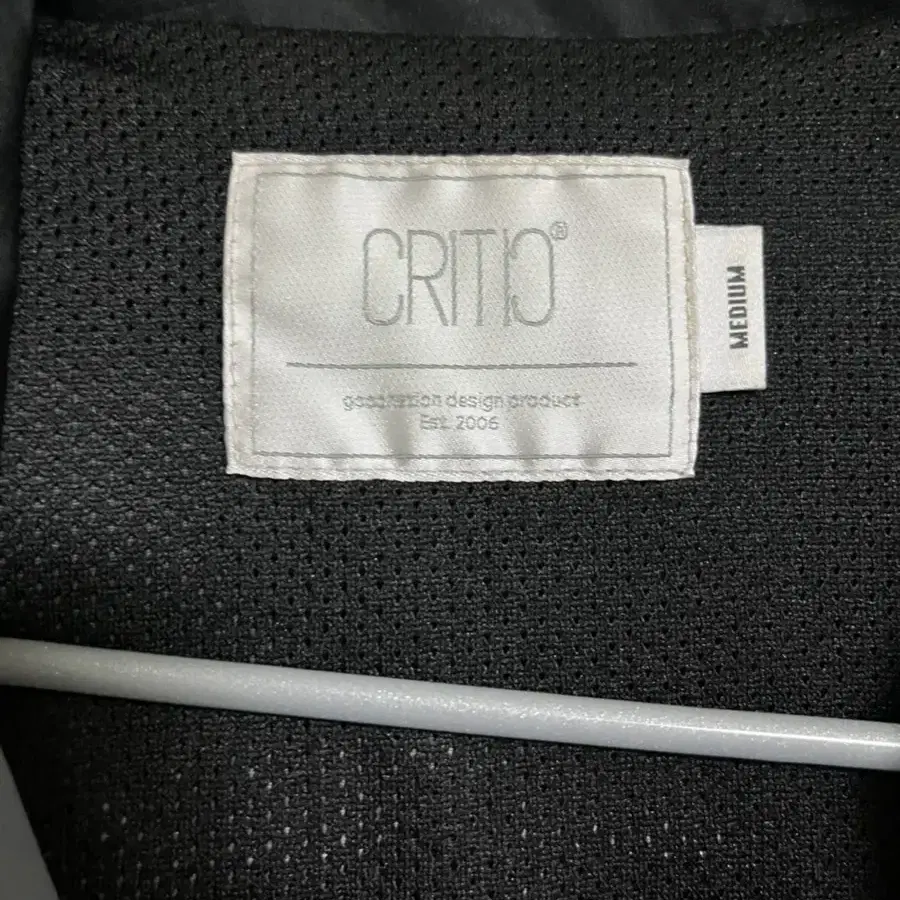 CRITIC®
design product
Est. 2006
MEDIUM